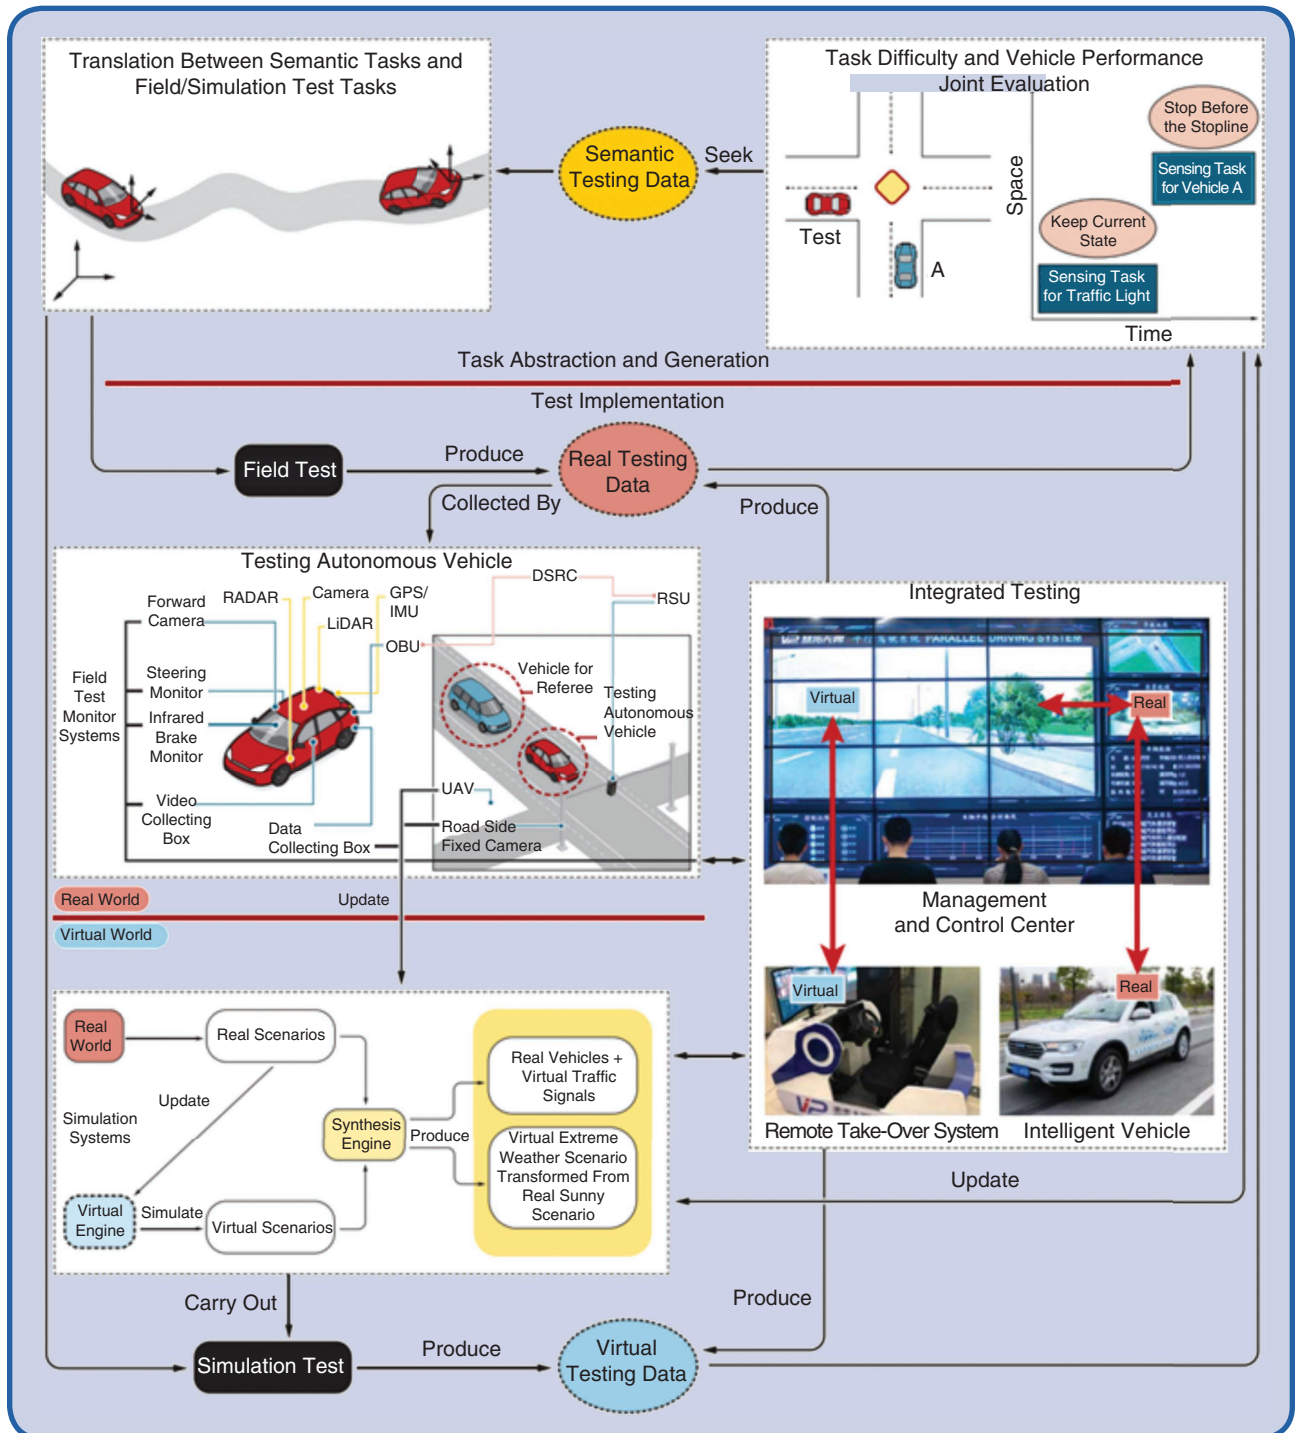 Translation Between Semantic Tasks and
Field/Simulation Test Tasks
Task Difficulty and Vehicle Performance
Joint Evaluation
Semantic
Testing Data
Seek
Stop Before
the Stopline
Sensing Task
for Vehicle A
Space
Keep Current
State
Sensing Task
for Traffic Light
Time
Test
A
Task Abstraction and Generation
Test Implementation
Field Test
Produce
Real Testing
Data
Collected By
Produce
Testing Autonomous Vehicle
Forward
Camera
RADAR
Camera
LiDAR
GPS/
IMU
OBU
DSRC
RSU
Field
Test
Monitor
Systems
Steering
Monitor
Infrared
Brake
Monitor
Video
Collecting
Box
Data
Collecting Box
Vehicle for
Referee
Testing
Autonomous
Vehicle
UAV
Road Side
Fixed Camera
Integrated Testing
PARALLEL DRIVING SYSTEM
Virtual
Real
Management
and Control Center
Virtual
Real
Remote Take-Over System
Intelligent Vehicle
Real World
Update
Virtual World
Real
World
Real Scenarios
Update
Simulation
Systems
Synthesis
Engine
Produce
Real Vehicles +
Virtual Traffic
Signals
Virtual Extreme
Weather Scenario
Transformed From
Real Sunny
Scenario
Virtual
Engine
Simulate
Virtual Scenarios
Update
Carry Out
Produce
Simulation Test
Produce
Virtual
Testing Data